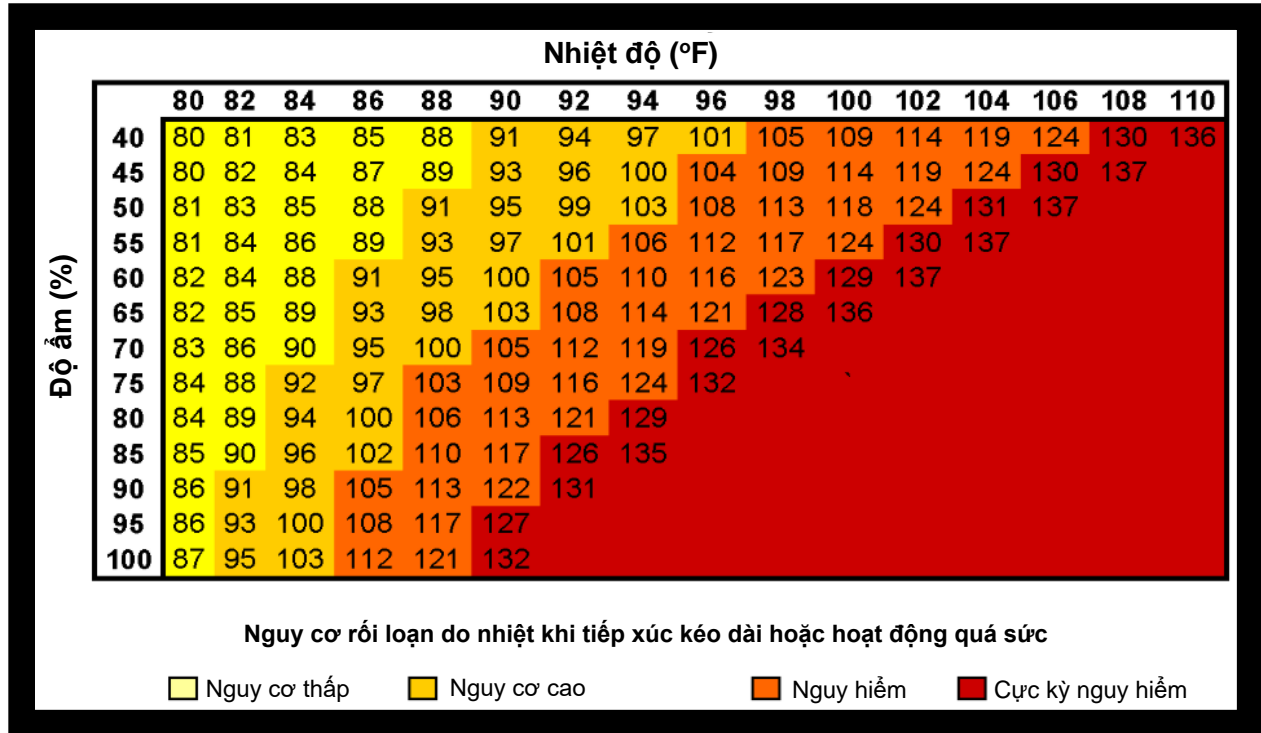 Nhiệt độ (ºF)
80 82 84 86 88 90 92 94 96 98 100 102 104 106 108 110
40 80 81 83 85 88 91 94 97 101 105 109 114 119 124 130 136
45 80 82 84 87 89 93 96 100 104 109 114 119 124 130 137
50 81 83 85 88 91 95 99 103 108 113 118 124 131 137
55 81 84 86 89 93 97 101 106 112 117 124 130 137
60 82 84 88 91 95 100 105 110 116 123 129 137
65 82 85 89 93 98 103 108 114 121 128 136
70 83 86 90 95 100 105 112 119 126 134
75 84 88 92 97 103 109 116 124 132
80 84 89 94 100 106 113 121 129
85 85 90 96 102 110 117 126 135
90 86 91 98 105 113 122 131
95 86 93 100 108 117 127
100 87 95 103 112 121 132
Độ ẩm (%)
Nguy cơ rối loạn do nhiệt khi tiếp xúc kéo dài hoặc hoạt động quá sức
Nguy cơ thấp Nguy cơ cao Nguy hiểm Cực kỳ nguy hiểm